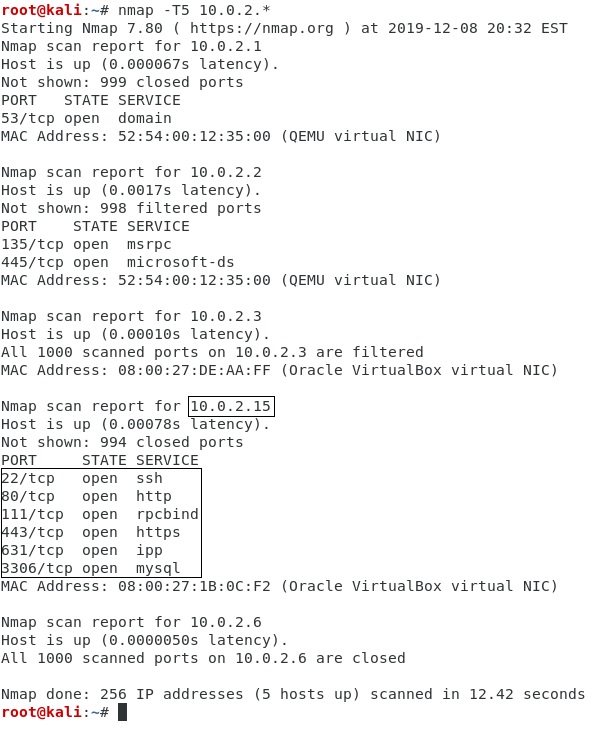 root@kali:~# nmap -T5 10.0.2.*
Starting Nmap 7.80 ( https://nmap.org ) at 2019-12-08 20:32 EST
Nmap scan report for 10.0.2.1
Host is up (0.000067s latency).
Not shown: 999 closed ports
PORT   STATE SERVICE
53/tcp open  domain
MAC Address: 52:54:00:12:35:00 (QEMU virtual NIC)

Nmap scan report for 10.0.2.2
Host is up (0.0017s latency).
Not shown: 998 filtered ports
PORT    STATE SERVICE
135/tcp open  msrpc
445/tcp open  microsoft-ds
MAC Address: 52:54:00:12:35:00 (QEMU virtual NIC)

Nmap scan report for 10.0.2.3
Host is up (0.00010s latency).
All 1000 scanned ports on 10.0.2.3 are filtered
MAC Address: 08:00:27:DE:AA:FF (Oracle VirtualBox virtual NIC)

Nmap scan report for 10.0.2.15
Host is up (0.00078s latency).
Not shown: 994 closed ports
PORT     STATE SERVICE
22/tcp   open  ssh
80/tcp   open  http
111/tcp  open  rpcbind
443/tcp  open  https
631/tcp  open  ipp
3306/tcp open  mysql
MAC Address: 08:00:27:1B:0C:F2 (Oracle VirtualBox virtual NIC)

Nmap scan report for 10.0.2.6
Host is up (0.0000050s latency).
All 1000 scanned ports on 10.0.2.6 are closed

Nmap done: 256 IP addresses (5 hosts up) scanned in 12.42 seconds
root@kali:~#